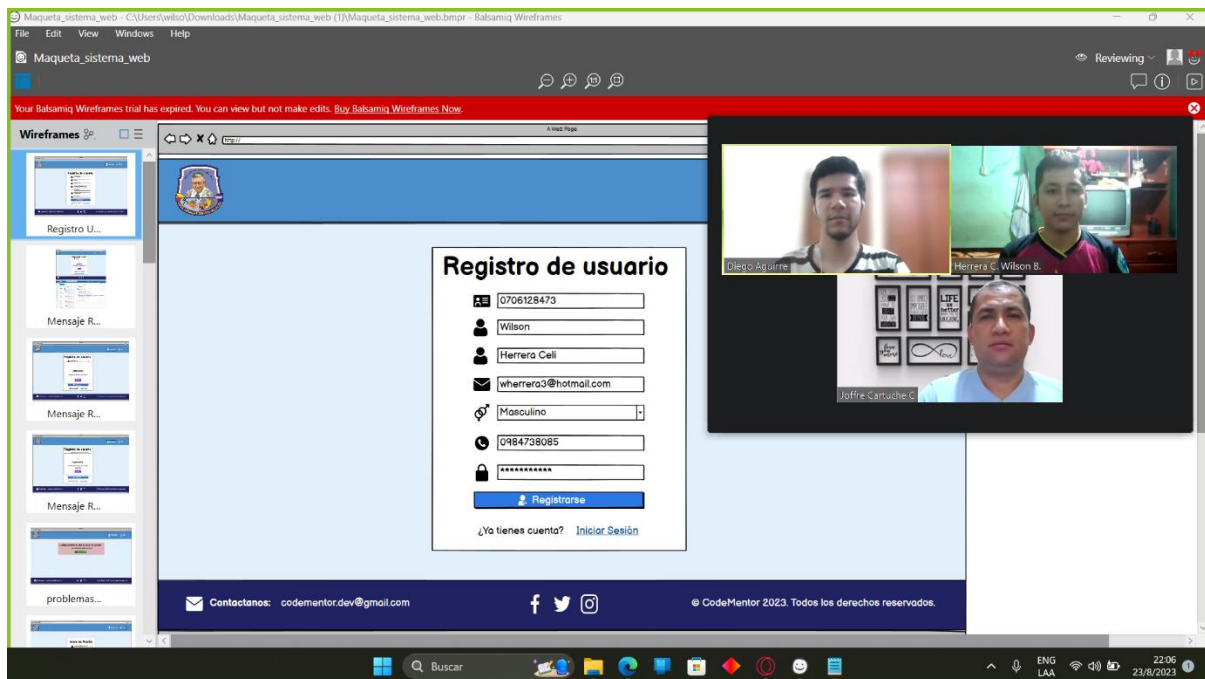 Maqueta_sistema_web - C:\Users\wilso\Downloads\Maqueta_sistema_web (1)\Maqueta_sistema_web.bmpr - Balsamiq Wireframes
File Edit View Windows Help
Maqueta_sistema_web
Reviewing
Your Balsamiq Wireframes trial has expired. You can view but not make edits. Buy Balsamiq Wireframes Now.
Wireframes
A Web Page
http://
Registro U...
Mensaje R...
Mensaje R...
Mensaje R...
problemas...
Registro de usuario
0706128473
Wilson
Herrera Celi
wherrera3@hotmail.com
Masculino
0984738085
***********
Registrarse
¿Ya tienes cuenta? Iniciar Sesión
Diego Aguirre
Herrera C. Wilson B.
LIFE
Joffre Cartuche C
Contactanos: codementor.dev@gmail.com
© CodeMentor 2023. Todos los derechos reservados.
Buscar
ENG
LAA
22:06
23/8/2023
1